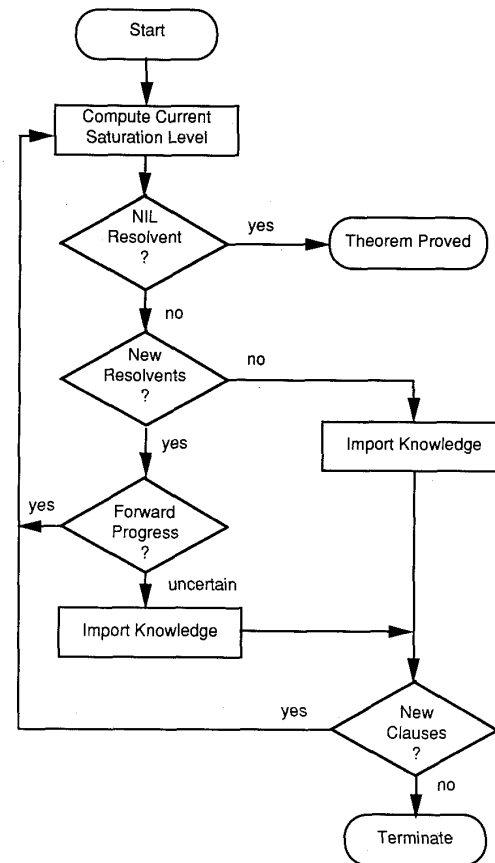 Start
Compute Current
Saturation Level
NIL
Resolvent
?
yes
Theorem Proved
no
New
Resolvents
?
no
yes
Import Knowledge
yes
Forward
Progress
?
uncertain
Import Knowledge
yes
New
Clauses
?
no
Terminate